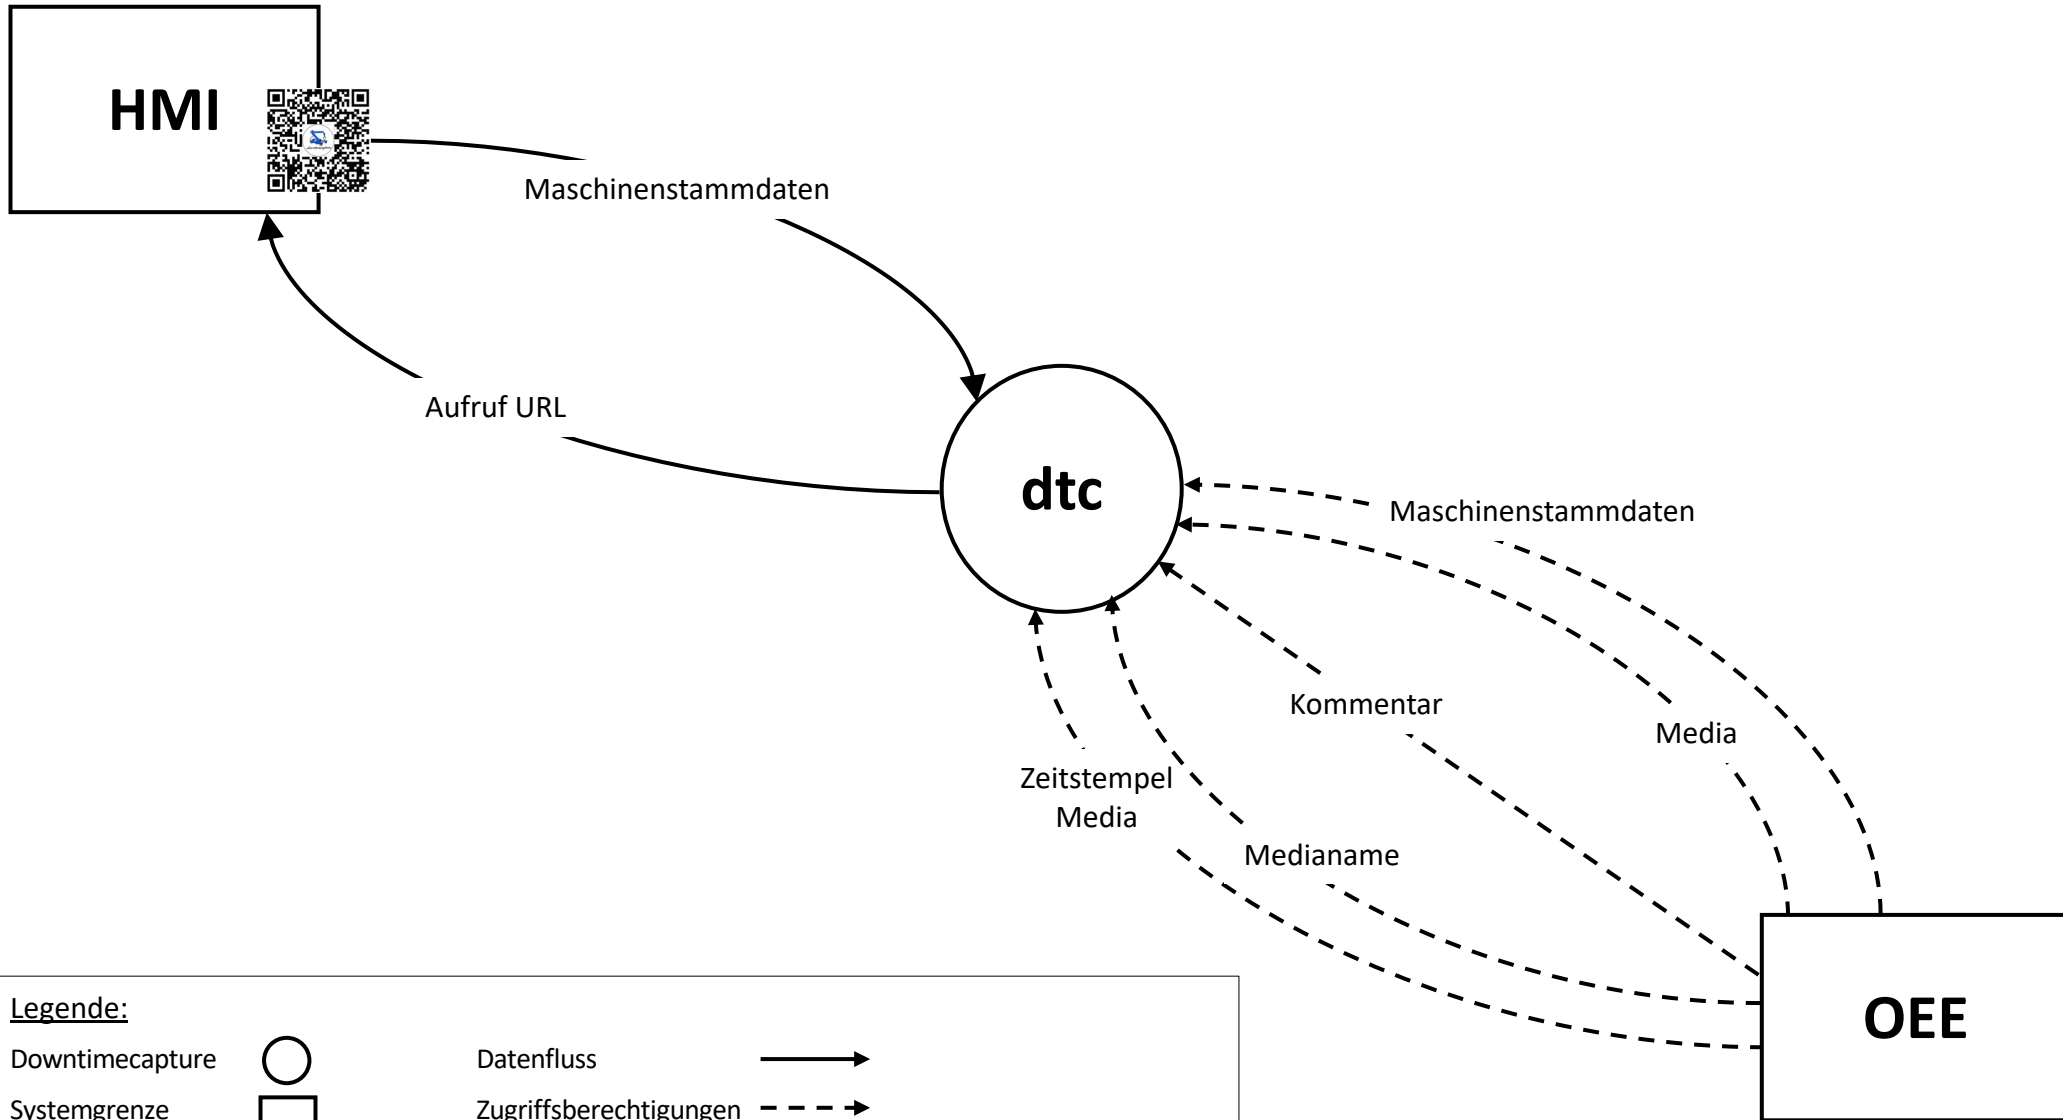 HMI
Maschinenstammdaten
Aufruf URL
dtc
Maschinenstammdaten
Kommentar
Media
Zeitstempel
Media
Medianame
OEE
Legende:
Downtimecapture
Datenfluss
Systemgrenze
Zugriffsberechtigungen